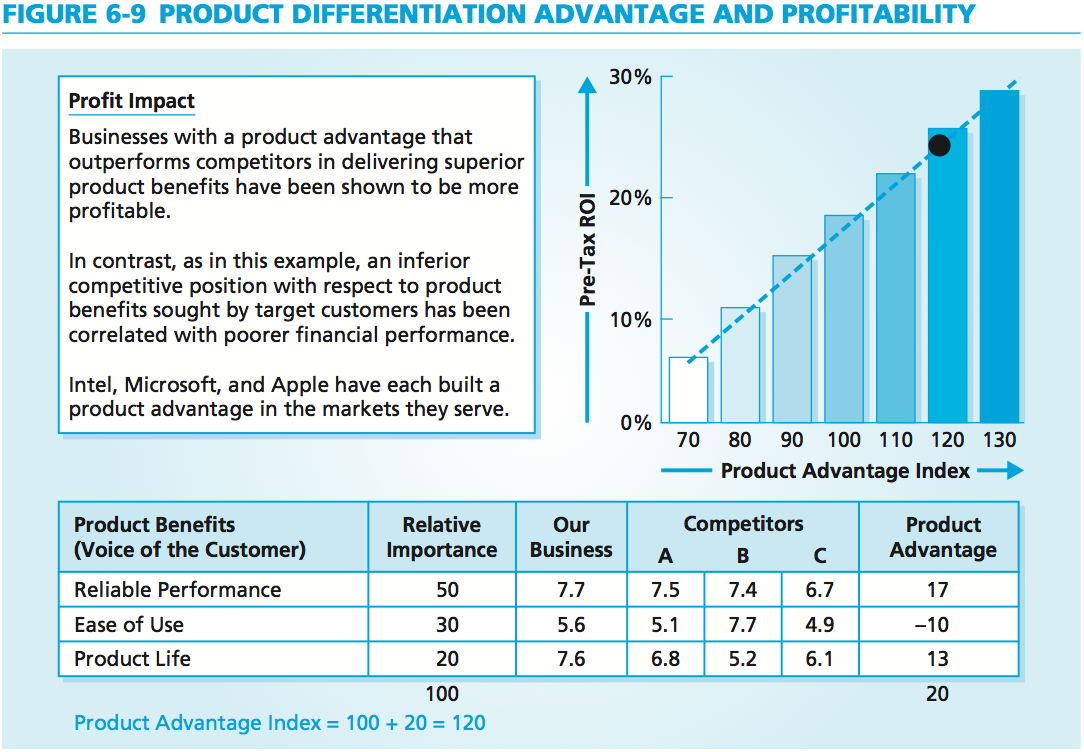 FIGURE 6-9 PRODUCT DIFFERENTIATION ADVANTAGE AND PROFITABILITY
Profit Impact
Businesses with a product advantage that
outperforms competitors in delivering superior
product benefits have been shown to be more
profitable.
In contrast, as in this example, an inferior
competitive position with respect to product
benefits sought by target customers has been
correlated with poorer financial performance.
Intel, Microsoft, and Apple have each built a
product advantage in the markets they serve.
Pre-Tax ROI
30%
20%
10%
0%
70 80 90 100 110 120 130
Product Advantage Index
Product Benefits Relative Our Competitors Product
(Voice of the Customer) Importance Business A B C Advantage
Reliable Performance 50 7.7 7.5 7.4 6.7 17
Ease of Use 30 5.6 5.1 7.7 4.9 –10
Product Life 20 7.6 6.8 5.2 6.1 13
100 20
Product Advantage Index = 100 + 20 = 120